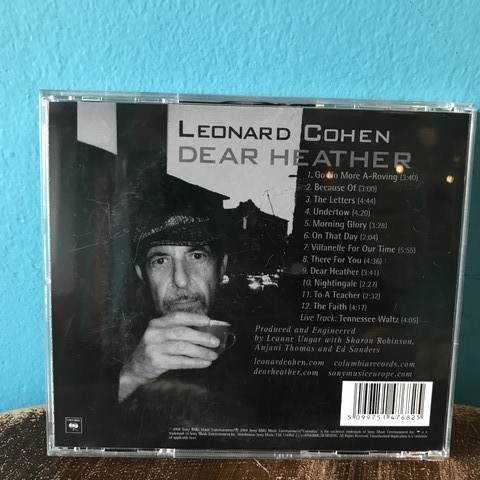 LEONARD COHEN
DEAR HEATHER
1. Go No More A-Roving (3:40)
2. Because Of (3:00)
3. The Letters (4:44)
4. Undertow (4:20)
5. Morning Glory (3:28)
6. On That Day (2:04)
7. Villanelle For Our Time (5:55)
8. There For You (4:36)
9. Dear Heather (3:41)
10. Nightingale (2:27)
11. To A Teacher (2:32)
12. The Faith (4:17)
Live Track: Tennessee Waltz (4:05)
Produced and Engineered
by Leanne Ungar with Sharon Robinson,
Anjani Thomas and Ed Sanders
leonardcohen.com columbiarecords.com
dearheather.com sonymusiceurope.com
5 099751 476825